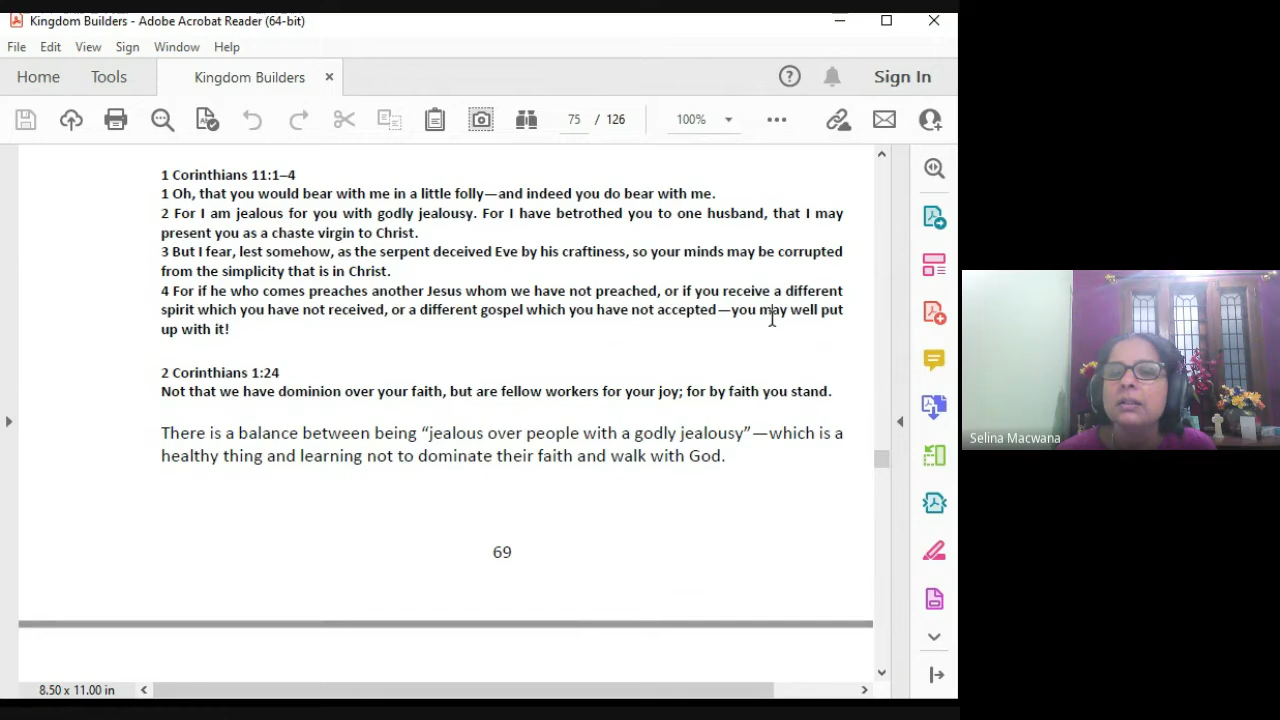 Kingdom Builders - Adobe Acrobat Reader (64-bit)
File Edit View Sign Window Help
Home Tools Kingdom Builders × Sign In
75 / 126 100%
1 Corinthians 11:1–4
1 Oh, that you would bear with me in a little folly—and indeed you do bear with me.
2 For I am jealous for you with godly jealousy. For I have betrothed you to one husband, that I may
present you as a chaste virgin to Christ.
3 But I fear, lest somehow, as the serpent deceived Eve by his craftiness, so your minds may be corrupted
from the simplicity that is in Christ.
4 For if he who comes preaches another Jesus whom we have not preached, or if you receive a different
spirit which you have not received, or a different gospel which you have not accepted—you may well put
up with it!
2 Corinthians 1:24
Not that we have dominion over your faith, but are fellow workers for your joy; for by faith you stand.
There is a balance between being “jealous over people with a godly jealousy”—which is a
healthy thing and learning not to dominate their faith and walk with God.
69
8.50 x 11.00 in
Selina Macwana